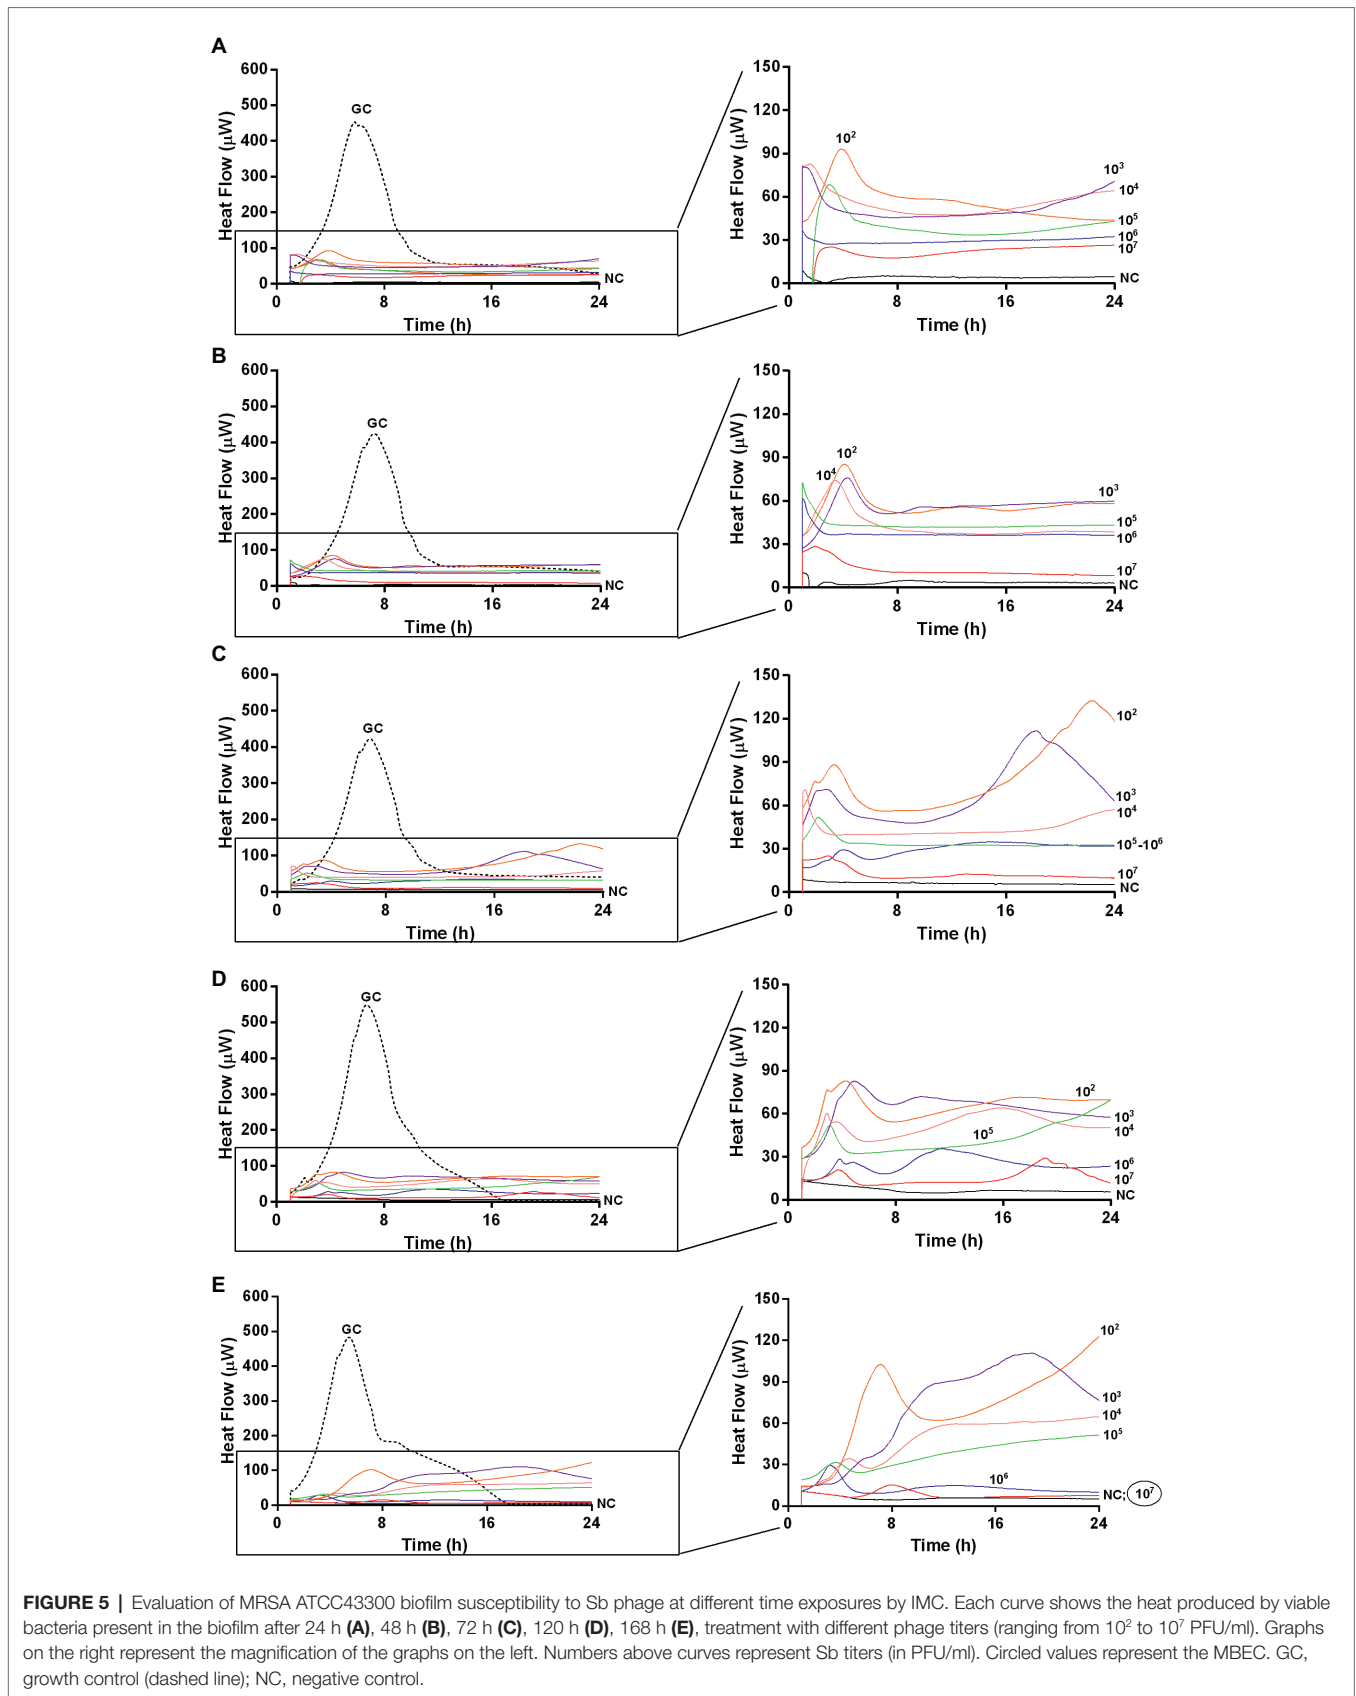 A
600
500
400
300
200
100
0
Heat Flow (µW)
GC
NC
0 8 16 24
Time (h)
150
120
90
60
30
0
Heat Flow (µW)
10²
10³
10⁴
10⁵
10⁶
10⁷
NC
0 8 16 24
Time (h)
B
600
500
400
300
200
100
0
Heat Flow (µW)
GC
NC
0 8 16 24
Time (h)
150
120
90
60
30
0
Heat Flow (µW)
10²
10⁴
10³
10⁵
10⁶
10⁷
NC
0 8 16 24
Time (h)
C
600
500
400
300
200
100
0
Heat Flow (µW)
GC
NC
0 8 16 24
Time (h)
150
120
90
60
30
0
Heat Flow (µW)
10²
10³
10⁴
10⁵-10⁶
10⁷
NC
0 8 16 24
Time (h)
D
600
500
400
300
200
100
0
Heat Flow (µW)
GC
NC
0 8 16 24
Time (h)
150
120
90
60
30
0
Heat Flow (µW)
10²
10³
10⁴
10⁵
10⁶
10⁷
NC
0 8 16 24
Time (h)
E
600
500
400
300
200
100
0
Heat Flow (µW)
GC
NC
0 8 16 24
Time (h)
150
120
90
60
30
0
Heat Flow (µW)
10²
10³
10⁴
10⁵
10⁶
NC; 10⁷
0 8 16 24
Time (h)
FIGURE 5 | Evaluation of MRSA ATCC43300 biofilm susceptibility to Sb phage at different time exposures by IMC. Each curve shows the heat produced by viable
bacteria present in the biofilm after 24 h (A), 48 h (B), 72 h (C), 120 h (D), 168 h (E), treatment with different phage titers (ranging from 10² to 10⁷ PFU/ml). Graphs
on the right represent the magnification of the graphs on the left. Numbers above curves represent Sb titers (in PFU/ml). Circled values represent the MBEC. GC,
growth control (dashed line); NC, negative control.